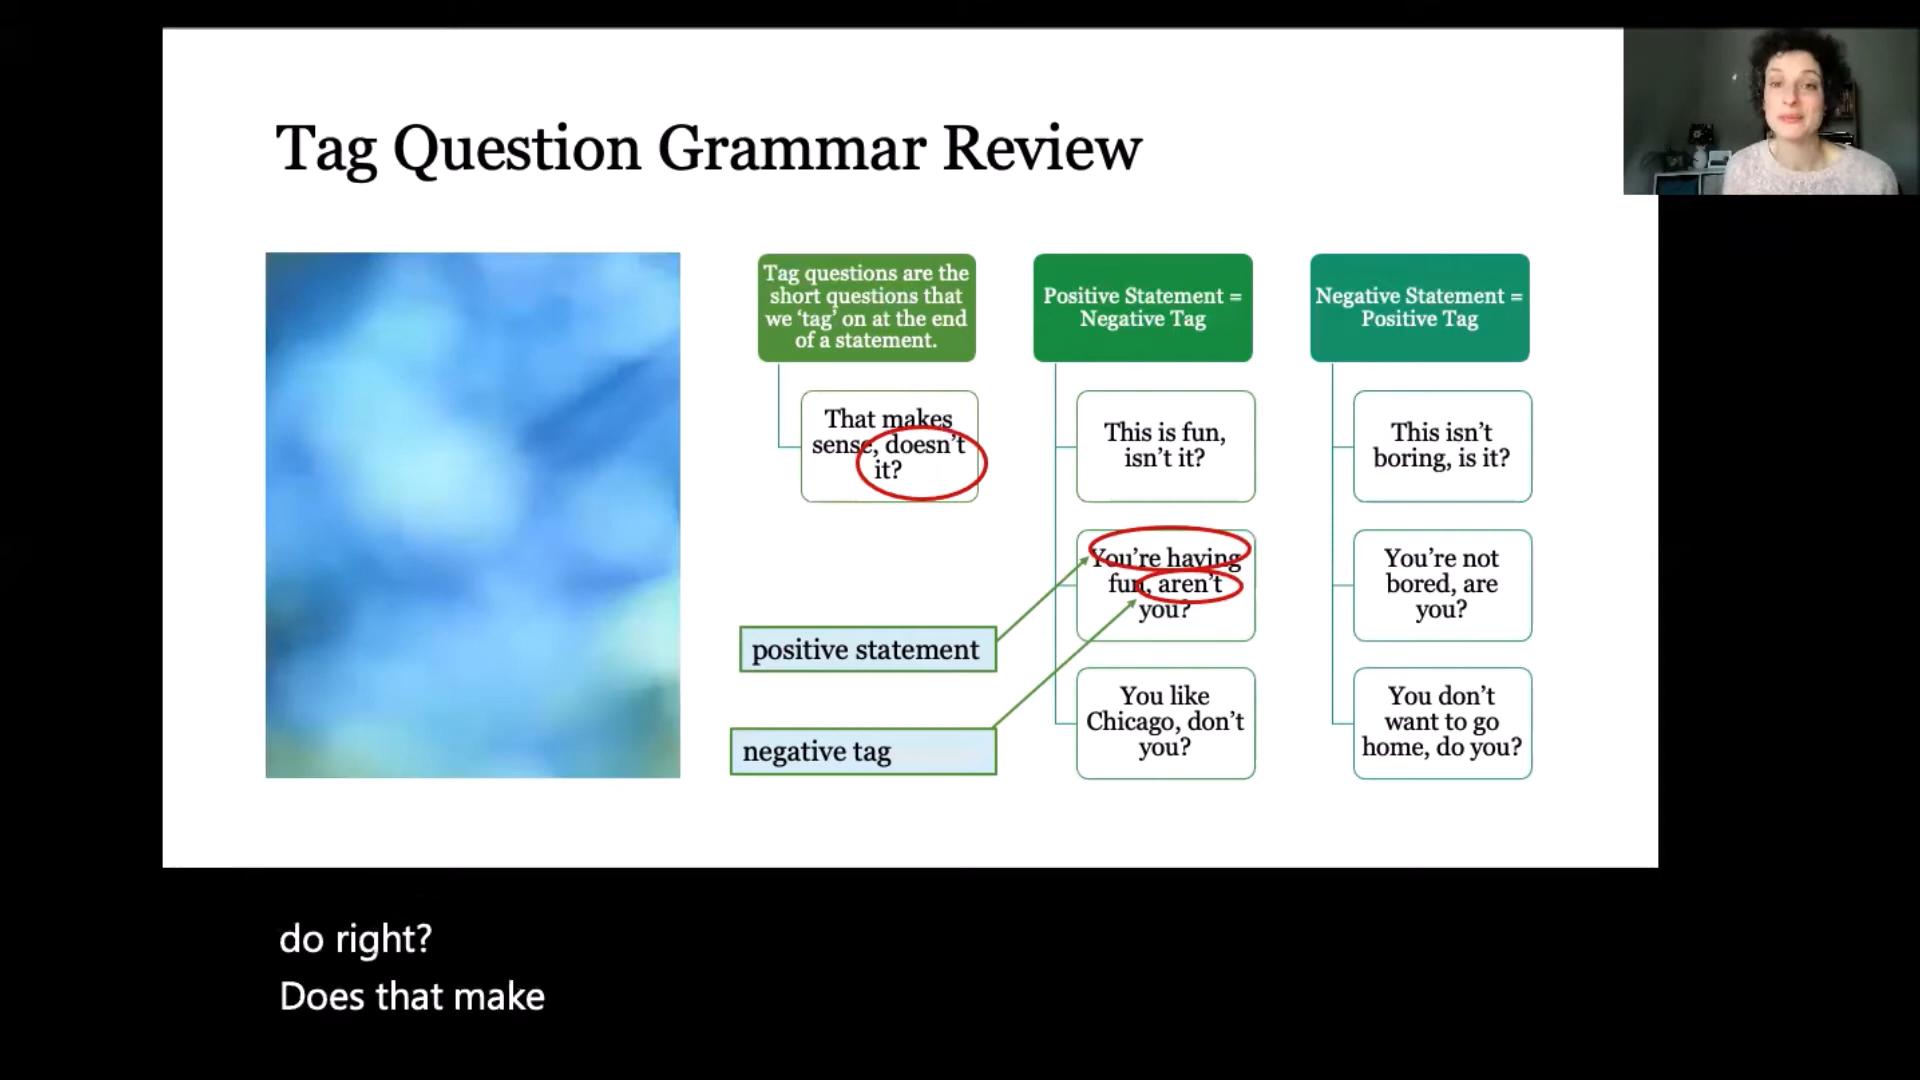 Tag Question Grammar Review
Tag questions are the
short questions that
we ‘tag’ on at the end
of a statement.
That makes
sense, doesn’t
it?
Positive Statement =
Negative Tag
This is fun,
isn’t it?
You’re having
fun, aren’t
you?
You like
Chicago, don’t
you?
Negative Statement =
Positive Tag
This isn’t
boring, is it?
You’re not
bored, are
you?
You don’t
want to go
home, do you?
positive statement
negative tag
do right?
Does that make